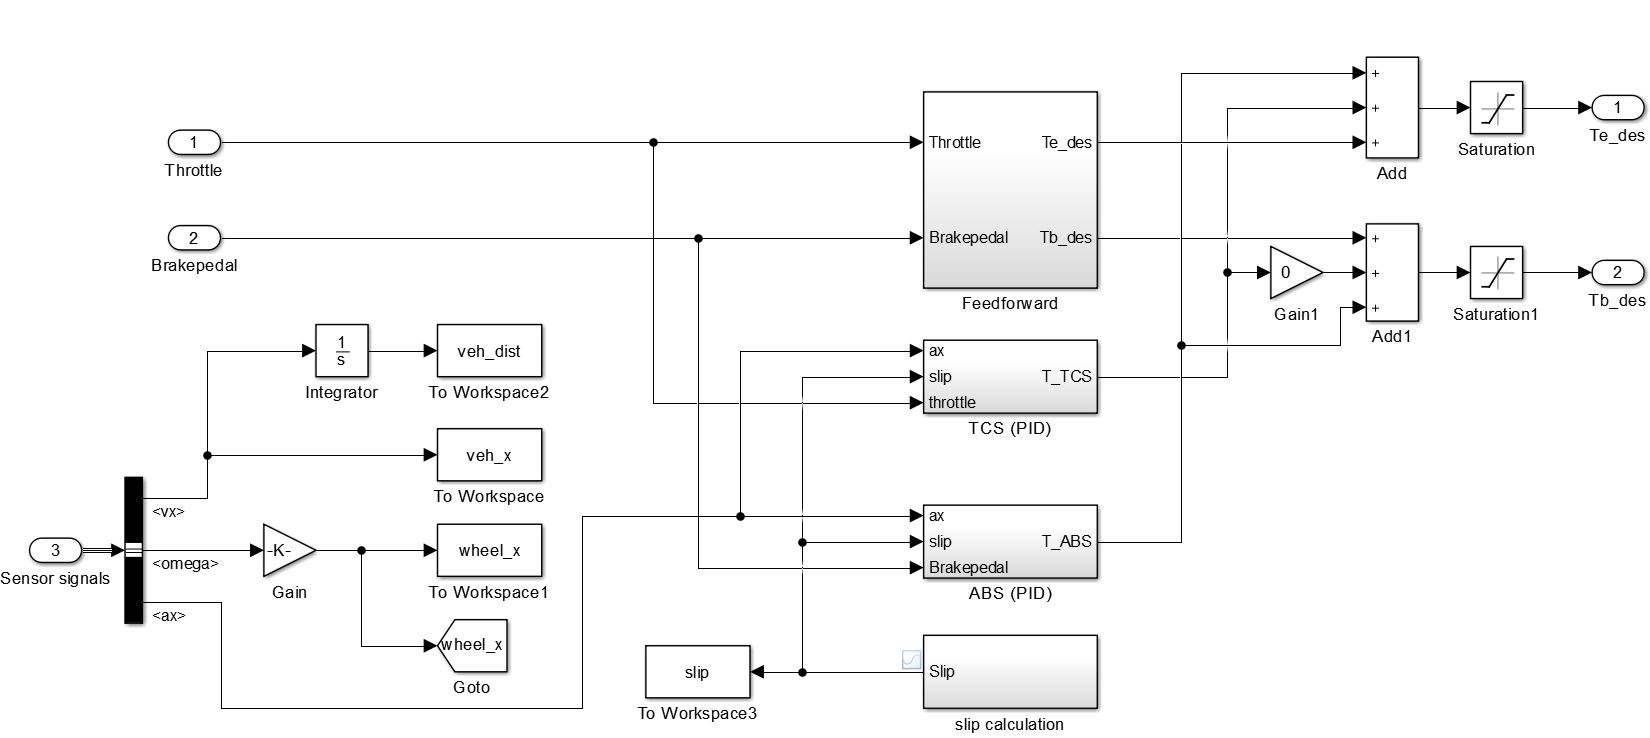 1
Throttle
2
Brakepedal
Throttle
Te_des
Brakepedal
Tb_des
Feedforward
+
+
+
Add
Saturation
1
Te_des
+
+
+
Add1
0
Gain1
Saturation1
2
Tb_des
1
s
Integrator
veh_dist
To Workspace2
veh_x
To Workspace
3
Sensor signals
<vx>
<omega>
<ax>
-K-
Gain
wheel_x
To Workspace1
wheel_x
Goto
ax
slip
throttle
T_TCS
TCS (PID)
ax
slip
Brakepedal
T_ABS
ABS (PID)
slip
To Workspace3
Slip
slip calculation